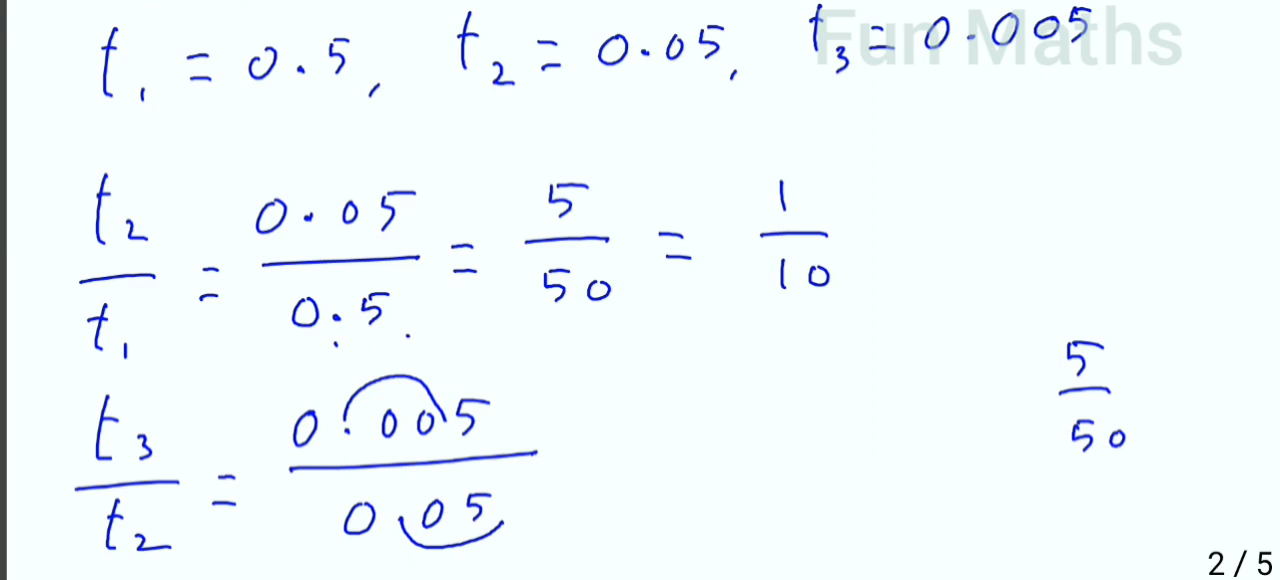 t₁ = 0.5, t₂ = 0.05, t₃ = 0.005
Fun Maths
t₂/t₁ = 0.05/0.5 = 5/50 = 1/10
5/50
t₃/t₂ = 0.005/0.05
2/5